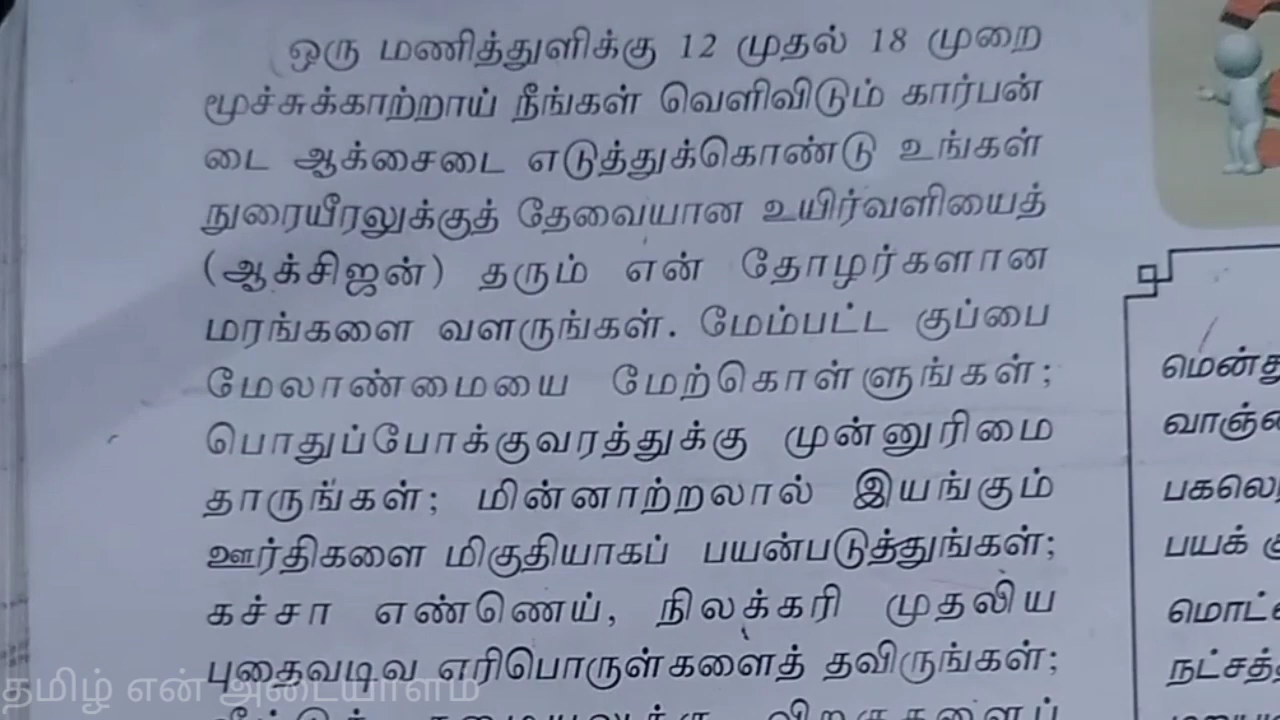 ஒரு மணித்துளிக்கு 12 முதல் 18 முறை
மூச்சுக்காற்றாய் நீங்கள் வெளிவிடும் கார்பன்
டை ஆக்சைடை எடுத்துக்கொண்டு உங்கள்
நுரையீரலுக்குத் தேவையான உயிர்வளியைத்
(ஆக்சிஜன்) தரும் என் தோழர்களான
மரங்களை வளருங்கள். மேம்பட்ட குப்பை
மேலாண்மையை மேற்கொள்ளுங்கள்;
பொதுப்போக்குவரத்துக்கு முன்னுரிமை
தாருங்கள்; மின்னாற்றலால் இயங்கும்
ஊர்திகளை மிகுதியாகப் பயன்படுத்துங்கள்;
கச்சா எண்ணெய், நிலக்கரி முதலிய
புதைவடிவ எரிபொருள்களைத் தவிருங்கள்;
தமிழ் என் அடையாளம்